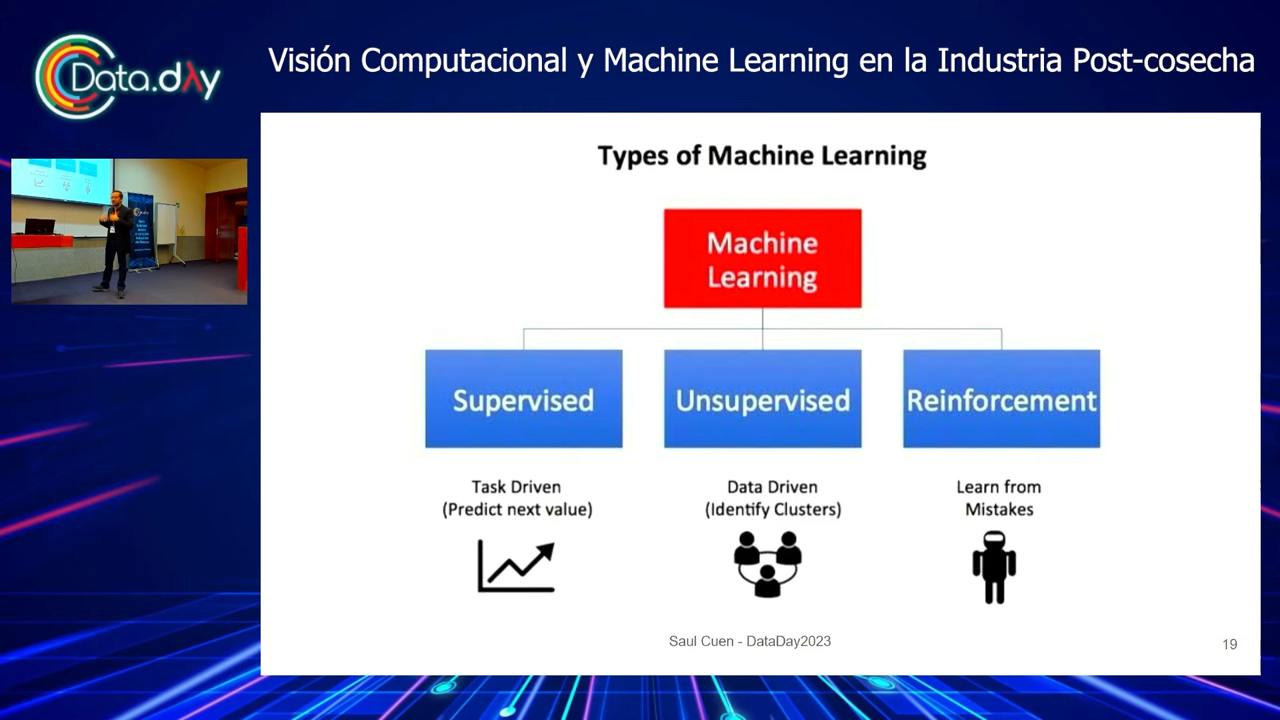 Data.dλy
Visión Computacional y Machine Learning en la Industria Post-cosecha
Types of Machine Learning
Machine
Learning
Supervised
Unsupervised
Reinforcement
Task Driven
(Predict next value)
Data Driven
(Identify Clusters)
Learn from
Mistakes
Saul Cuen - DataDay2023
19